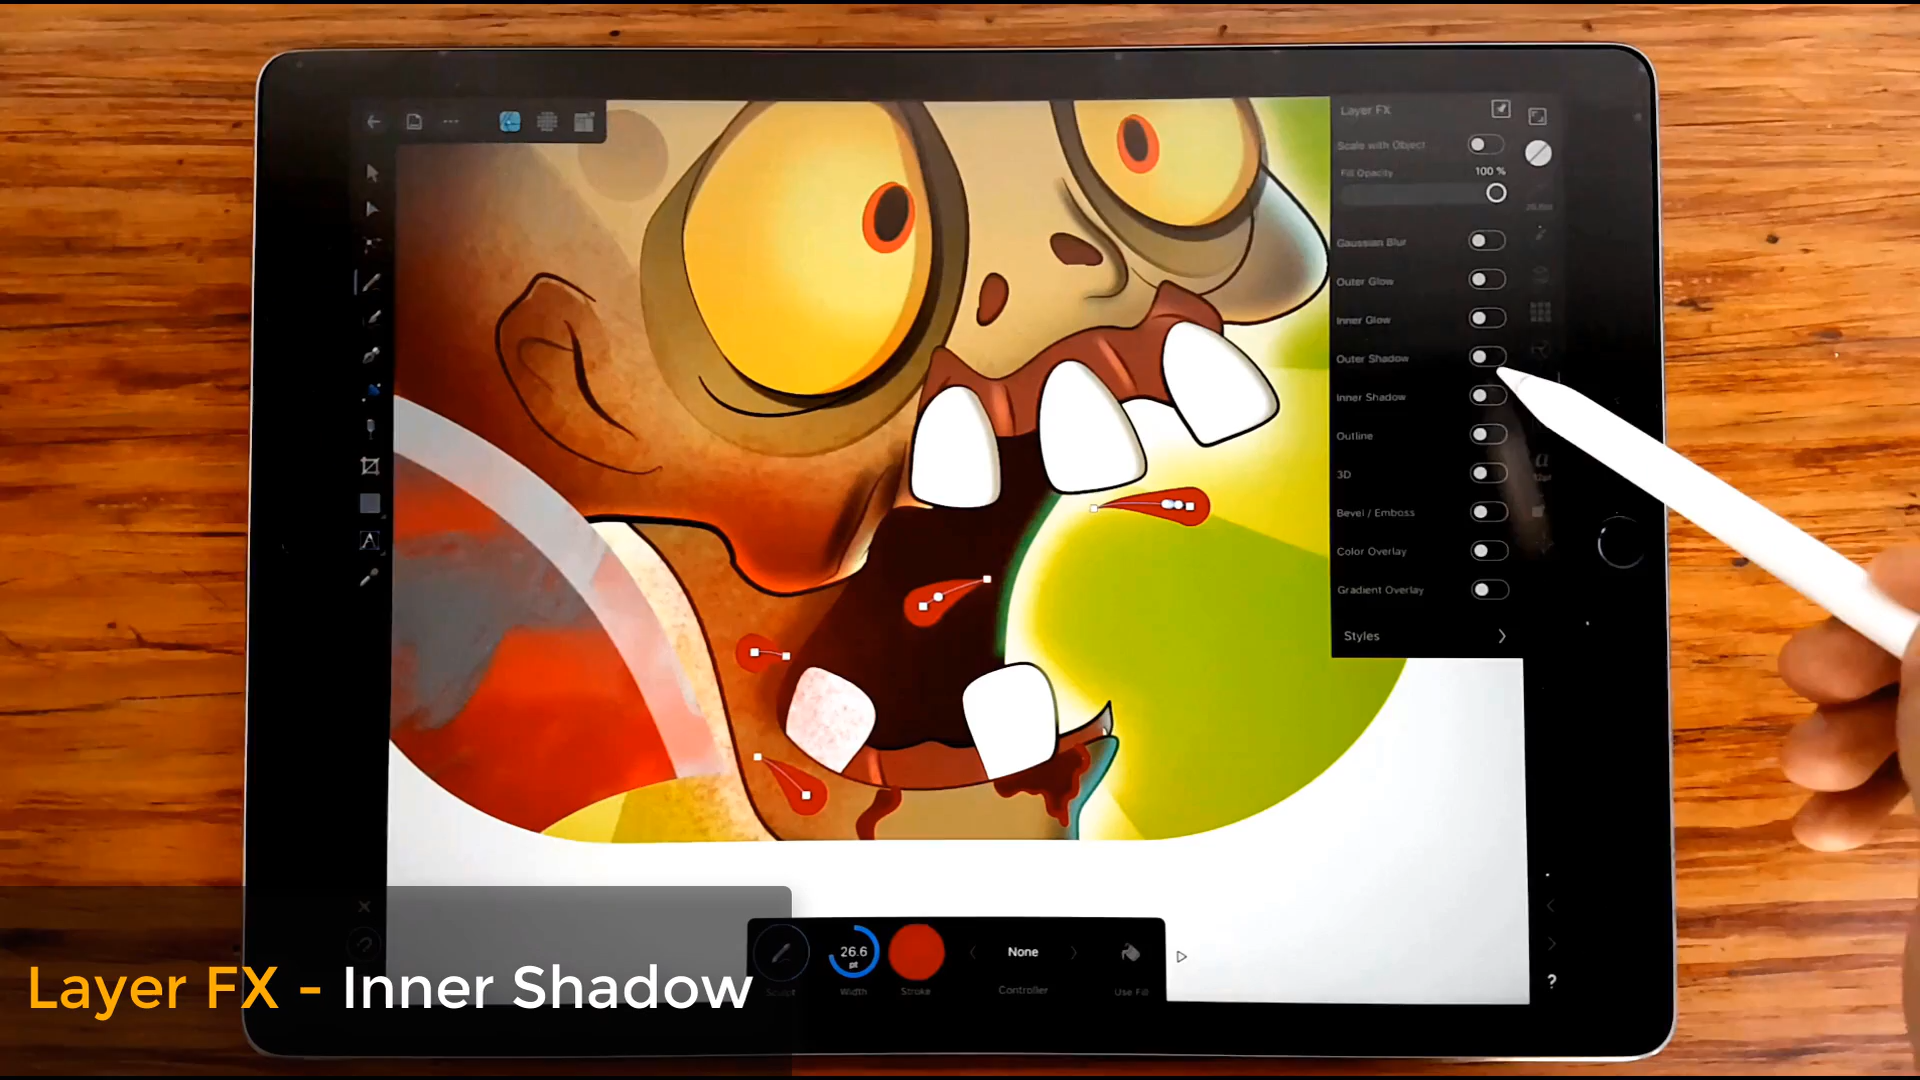 Layer FX
Scale with Object
Fill Opacity 100 %
Gaussian Blur
Outer Glow
Inner Glow
Outer Shadow
Inner Shadow
Outline
3D
Bevel / Emboss
Color Overlay
Gradient Overlay
Styles
A
a
26.6
pt
None
Sculpt
Width
Stroke
Controller
Use Fill
?
Layer FX - Inner Shadow